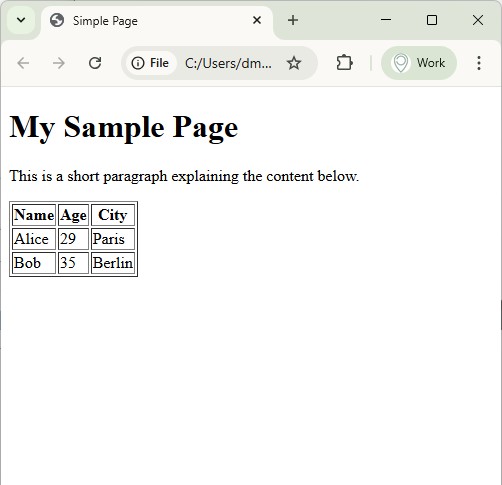 Simple Page
File C:/Users/dm... Work
My Sample Page
This is a short paragraph explaining the content below.
Name Age City
Alice 29 Paris
Bob 35 Berlin